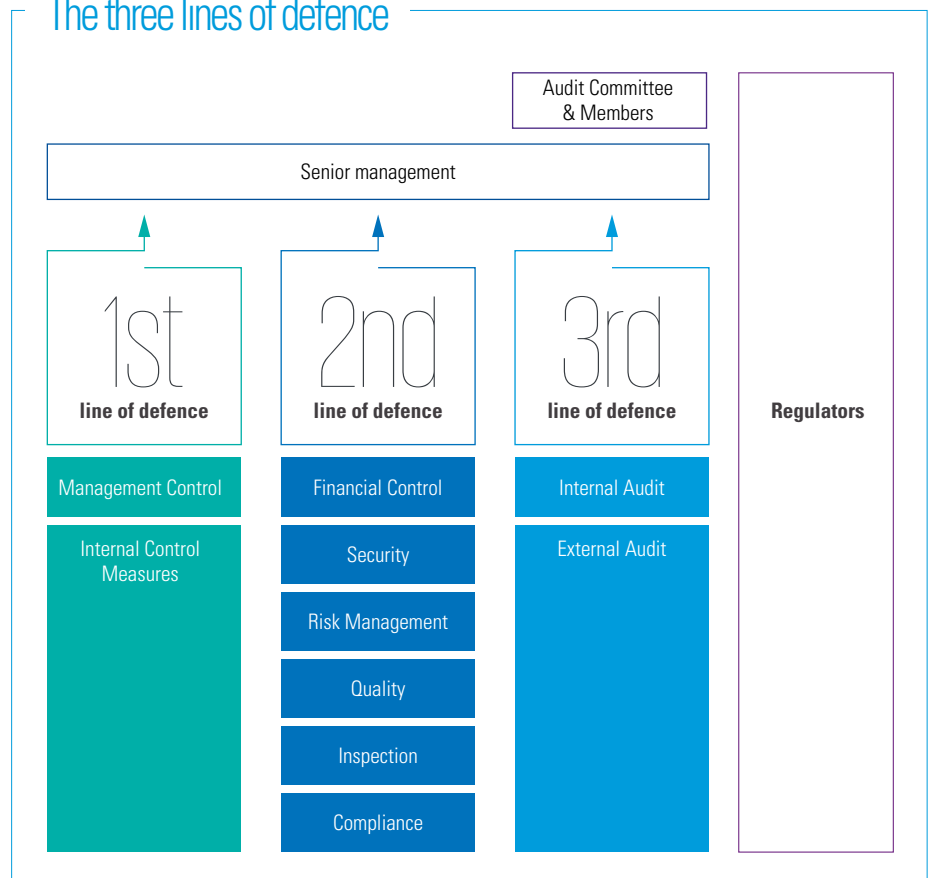 The three lines of defence
Audit Committee
& Members
Senior management
1st
line of defence
2nd
line of defence
3rd
line of defence
Regulators
Management Control
Internal Control
Measures
Financial Control
Security
Risk Management
Quality
Inspection
Compliance
Internal Audit
External Audit